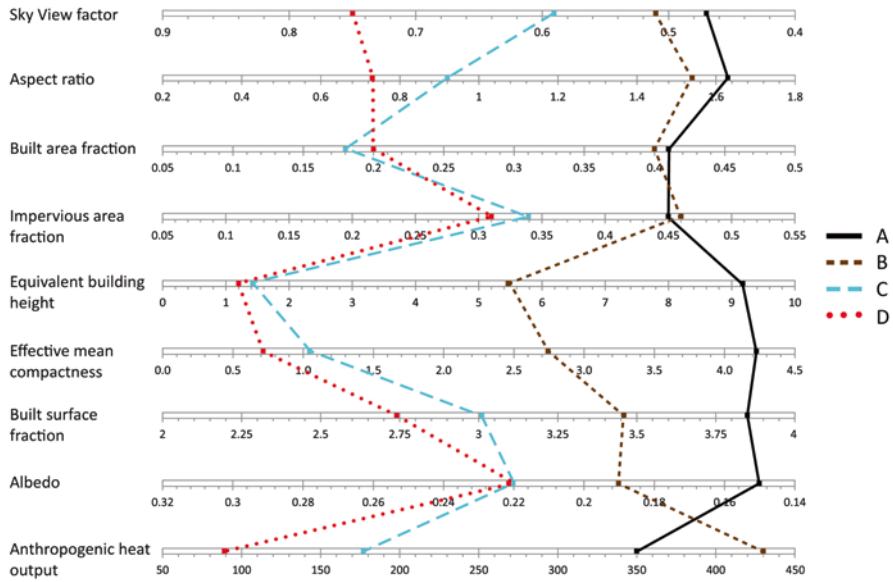 Sky View factor
0.9 0.8 0.7 0.6 0.5 0.4
Aspect ratio
0.2 0.4 0.6 0.8 1 1.2 1.4 1.6 1.8
Built area fraction
0.05 0.1 0.15 0.2 0.25 0.3 0.35 0.4 0.45 0.5
Impervious area
fraction
0.05 0.1 0.15 0.2 0.25 0.3 0.35 0.4 0.45 0.5 0.55
Equivalent building
height
0 1 2 3 4 5 6 7 8 9 10
Effective mean
compactness
0.0 0.5 1.0 1.5 2.0 2.5 3.0 3.5 4.0 4.5
Built surface
fraction
2 2.25 2.5 2.75 3 3.25 3.5 3.75 4
Albedo
0.32 0.3 0.28 0.26 0.24 0.22 0.2 0.18 0.16 0.14
Anthropogenic heat
output
50 100 150 200 250 300 350 400 450
A
B
C
D